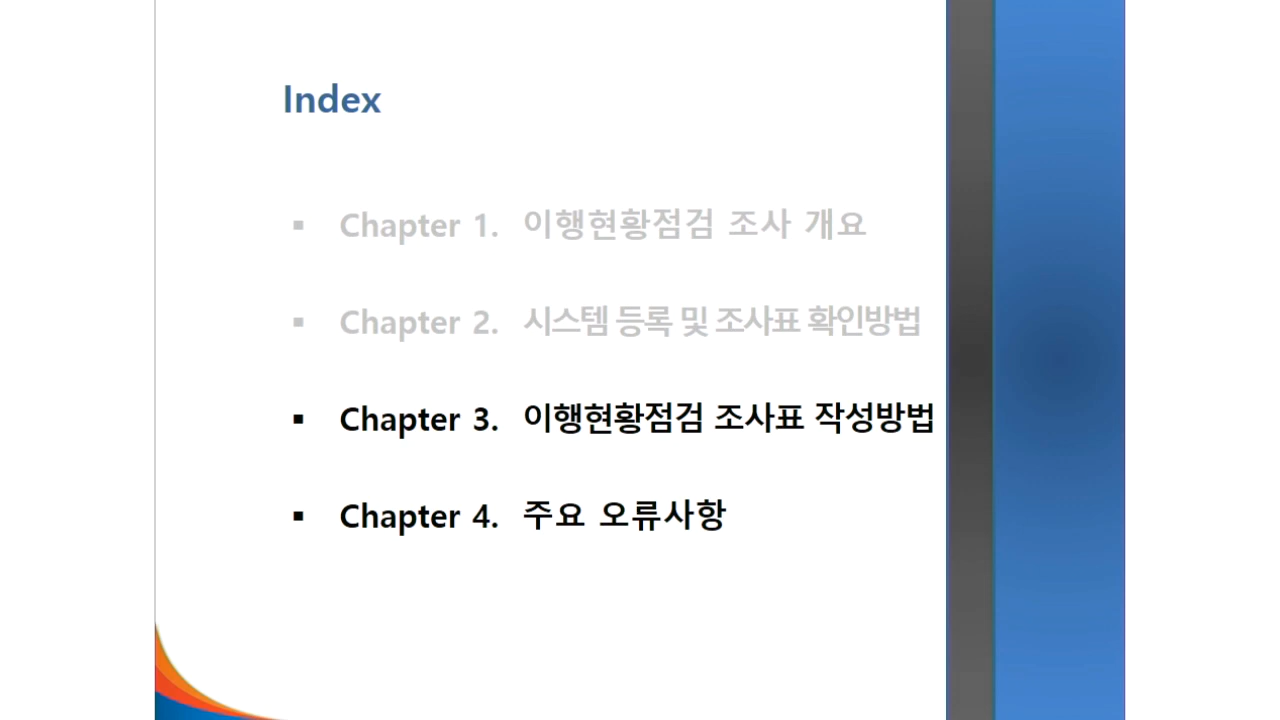 Index
▪ Chapter 1. 이행현황점검 조사 개요
▪ Chapter 2. 시스템 등록 및 조사표 확인방법
▪ Chapter 3. 이행현황점검 조사표 작성방법
▪ Chapter 4. 주요 오류사항